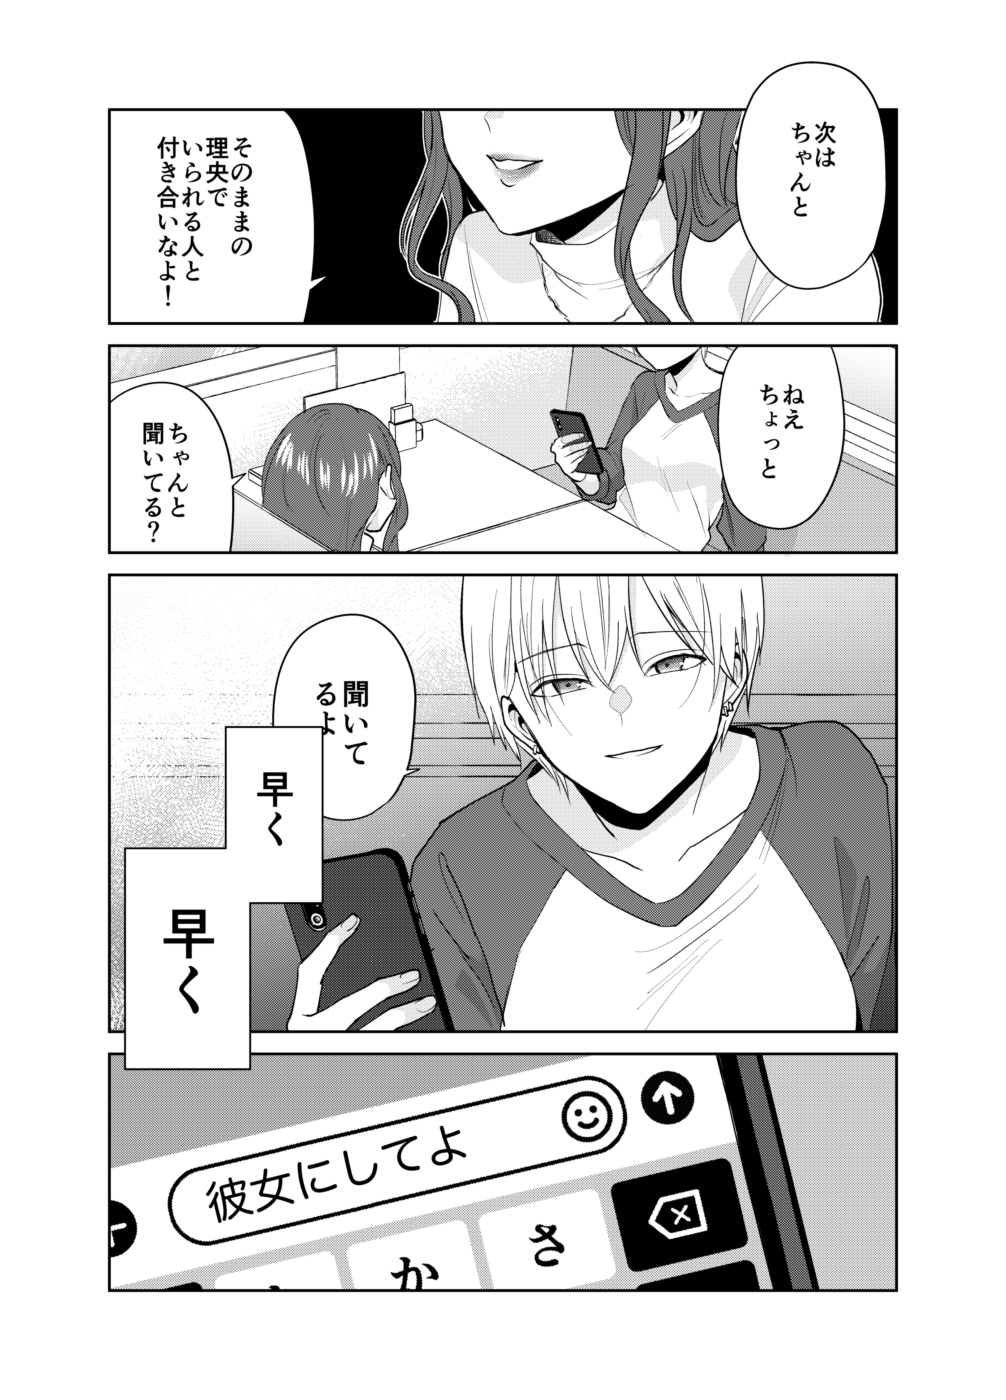 次は
ちゃんと
そのままの
理央で
いられる人と
付き合いなよ！
ねえ
ちょっと
ちゃんと
聞いてる？
聞いて
るよ
早く
早く
彼女にしてよ
か
さ